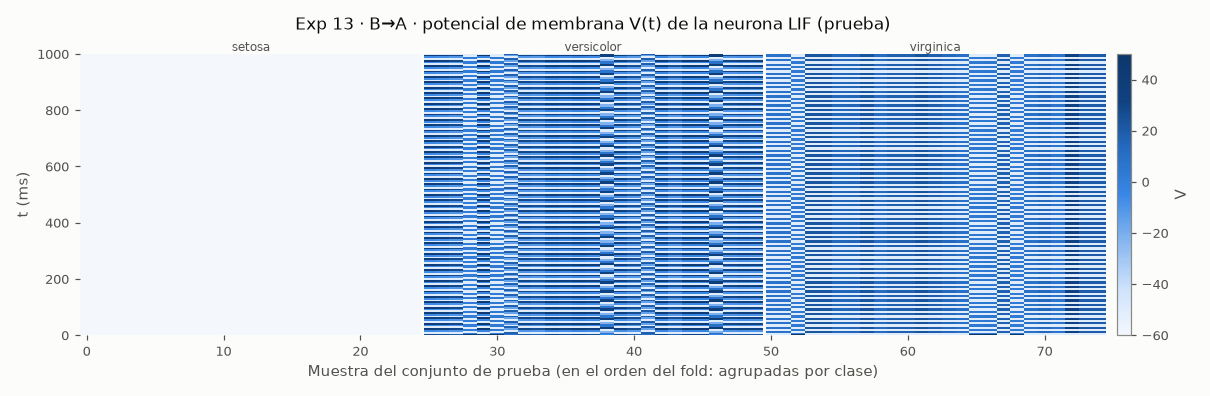 Exp 13 · B→A · potencial de membrana V(t) de la neurona LIF (prueba)
setosa versicolor virginica
1000
800
600
400
200
0
t (ms)
0 10 20 30 40 50 60 70
Muestra del conjunto de prueba (en el orden del fold: agrupadas por clase)
40
20
0
−20
−40
−60
V